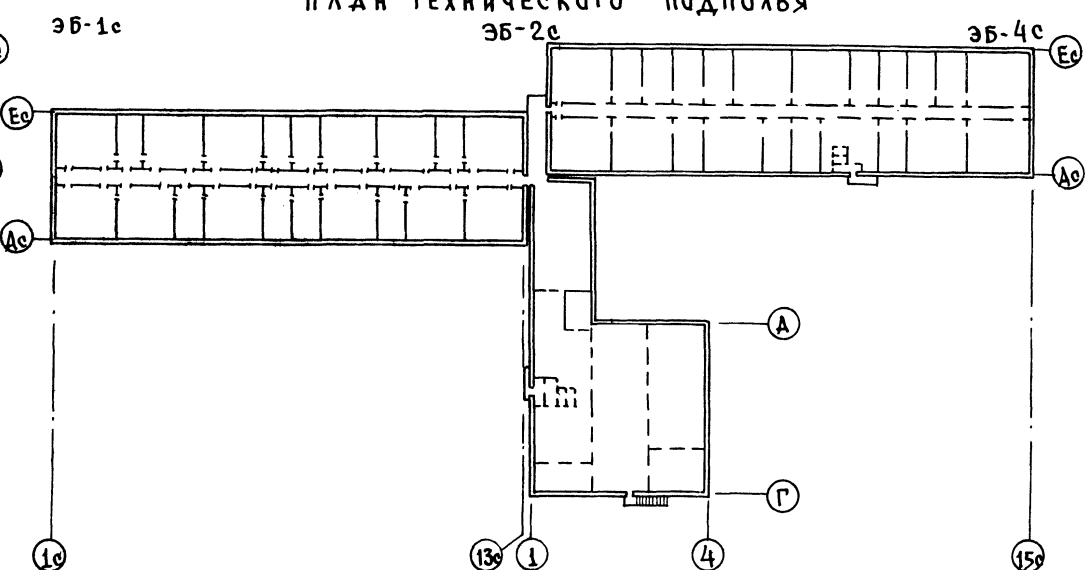 ПЛАН ТЕХНИЧЕСКОГО ПОДПОЛЬЯ
ЭБ-1с ЭБ-2с ЭБ-4с
Ес
Ес
Ас
Ас
А
Г
1с 13с 1 4 15с